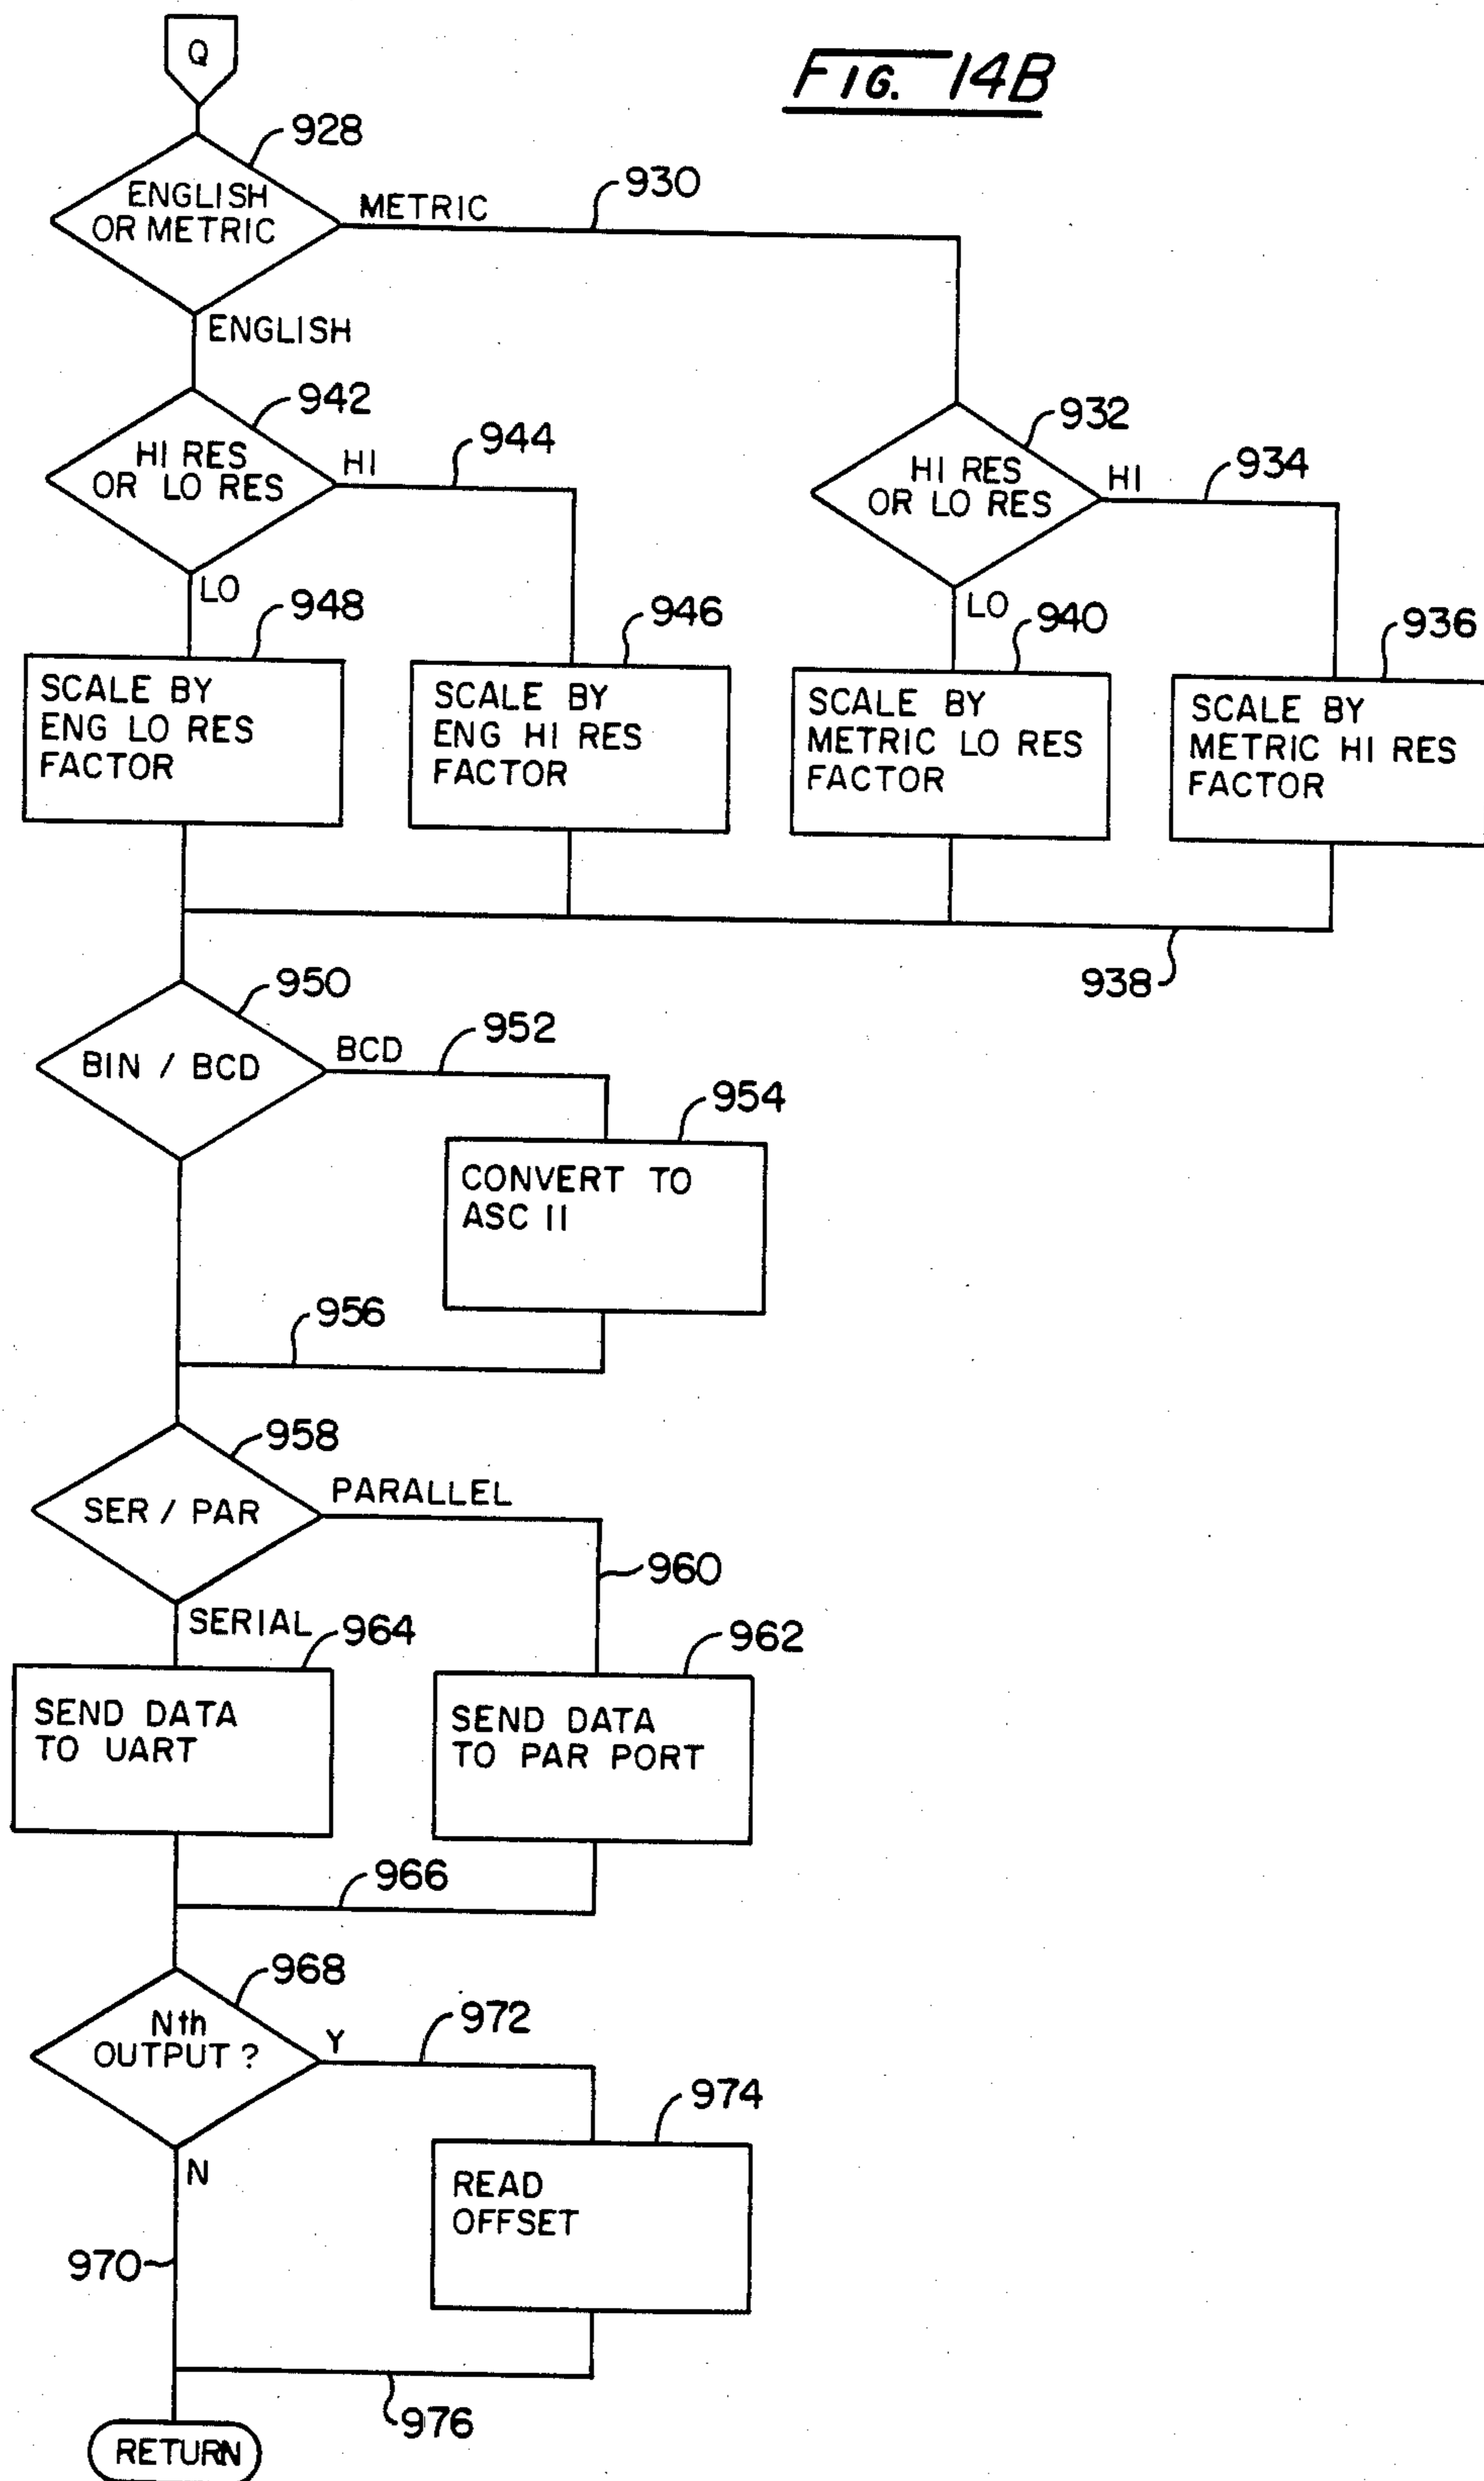 FIG. 14B
Q
928
ENGLISH
OR METRIC
METRIC
930
ENGLISH
942
HI RES
OR LO RES
HI
944
LO
932
HI RES
OR LO RES
HI
934
LO
948
SCALE BY
ENG LO RES
FACTOR
946
SCALE BY
ENG HI RES
FACTOR
940
SCALE BY
METRIC LO RES
FACTOR
936
SCALE BY
METRIC HI RES
FACTOR
938
950
BIN / BCD
BCD
952
954
CONVERT TO
ASC II
956
958
SER / PAR
PARALLEL
960
SERIAL
964
SEND DATA
TO UART
962
SEND DATA
TO PAR PORT
966
968
Nth
OUTPUT ?
Y
972
974
READ
OFFSET
N
970
976
RETURN